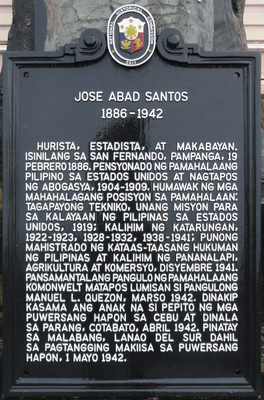 JOSE ABAD SANTOS
1886-1942
HURISTA, ESTADISTA, AT MAKABAYAN.
ISINILANG SA SAN FERNANDO, PAMPANGA, 19
PEBRERO 1886. PENSYONADO NG PAMAHALAANG
PILIPINO SA ESTADOS UNIDOS AT NAGTAPOS
NG ABOGASYA, 1904-1909. HUMAWAK NG MGA
MAHAHALAGANG POSISYON SA PAMAHALAAN:
TAGAPAYONG TEKNIKO, UNANG MISYON PARA
SA KALAYAAN NG PILIPINAS SA ESTADOS
UNIDOS, 1919; KALIHIM NG KATARUNGAN,
1922-1923, 1928-1932, 1938-1941; PUNONG
MAHISTRADO NG KATAAS-TAASANG HUKUMAN
NG PILIPINAS AT KALIHIM NG PANANALAPI,
AGRIKULTURA AT KOMERSYO, DISYEMBRE 1941.
PANSAMANTALANG PANGULO NG PAMAHALAANG
KOMONWELT MATAPOS LUMISAN SI PANGULONG
MANUEL L. QUEZON, MARSO 1942. DINAKIP
KASAMA ANG ANAK NA SI PEPITO NG MGA
PUWERSANG HAPON SA CEBU AT DINALA
SA PARANG, COTABATO, ABRIL 1942. PINATAY
SA MALABANG, LANAO DEL SUR DAHIL
SA PAGTANGGING MAKIISA SA PUWERSANG
HAPON, 1 MAYO 1942.